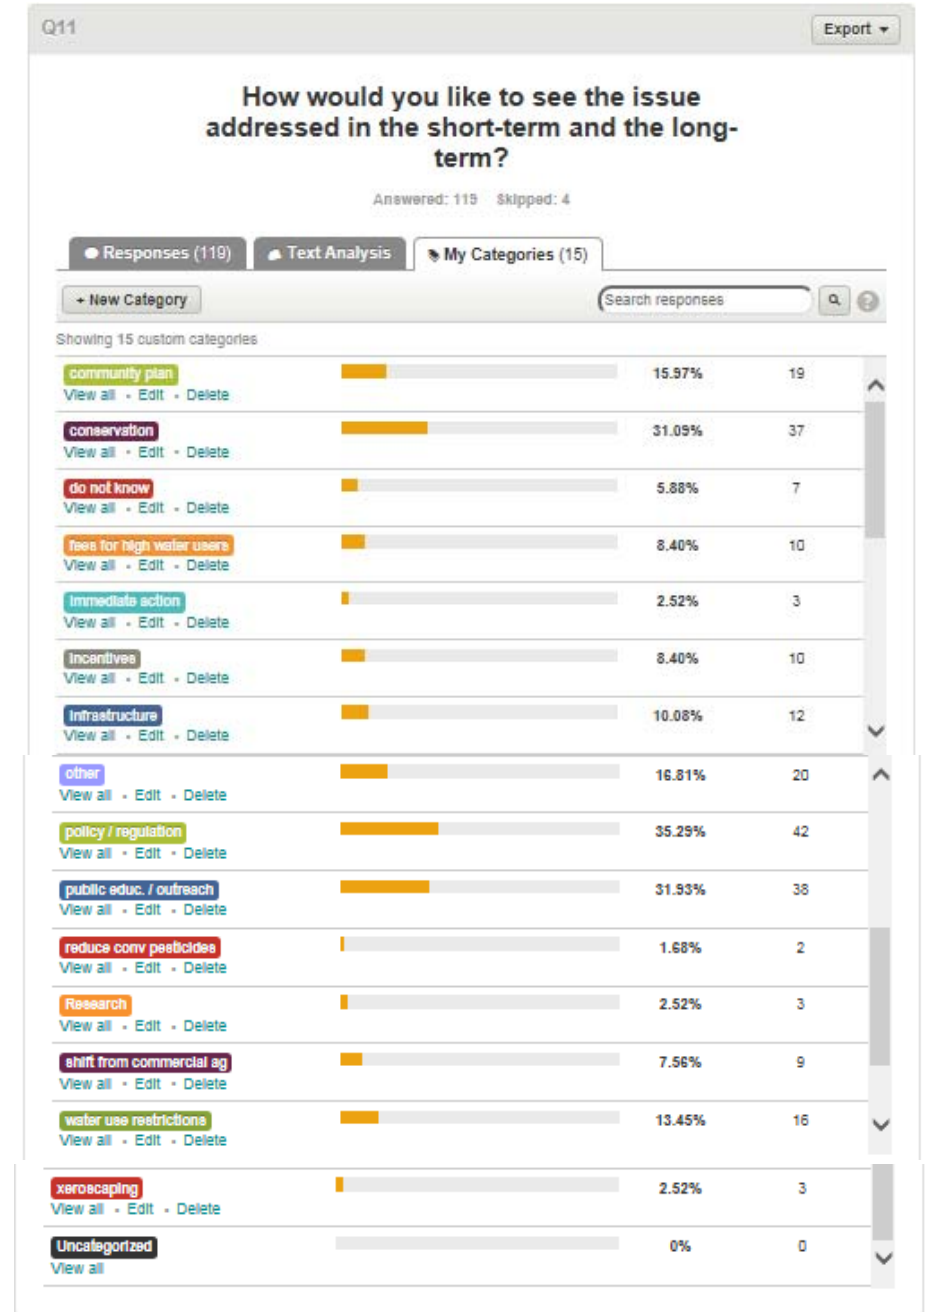 Q11
Export
How would you like to see the issue
addressed in the short-term and the long-
term?
Answered: 119 Skipped: 4
Responses (119) Text Analysis My Categories (15)
+ New Category Search responses
Showing 15 custom categories
community plan 15.97% 19
View all • Edit • Delete
conservation 31.09% 37
View all • Edit • Delete
do not know 5.88% 7
View all • Edit • Delete
fees for high water users 8.40% 10
View all • Edit • Delete
Immediate action 2.52% 3
View all • Edit • Delete
Incentives 8.40% 10
View all • Edit • Delete
Infrastructure 10.08% 12
View all • Edit • Delete
other 16.81% 20
View all • Edit • Delete
policy / regulation 35.29% 42
View all • Edit • Delete
public educ. / outreach 31.93% 38
View all • Edit • Delete
reduce conv pesticides 1.68% 2
View all • Edit • Delete
Research 2.52% 3
View all • Edit • Delete
shift from commercial ag 7.56% 9
View all • Edit • Delete
water use restrictions 13.45% 16
View all • Edit • Delete
xeroscaping 2.52% 3
View all • Edit • Delete
Uncategorized 0% 0
View all